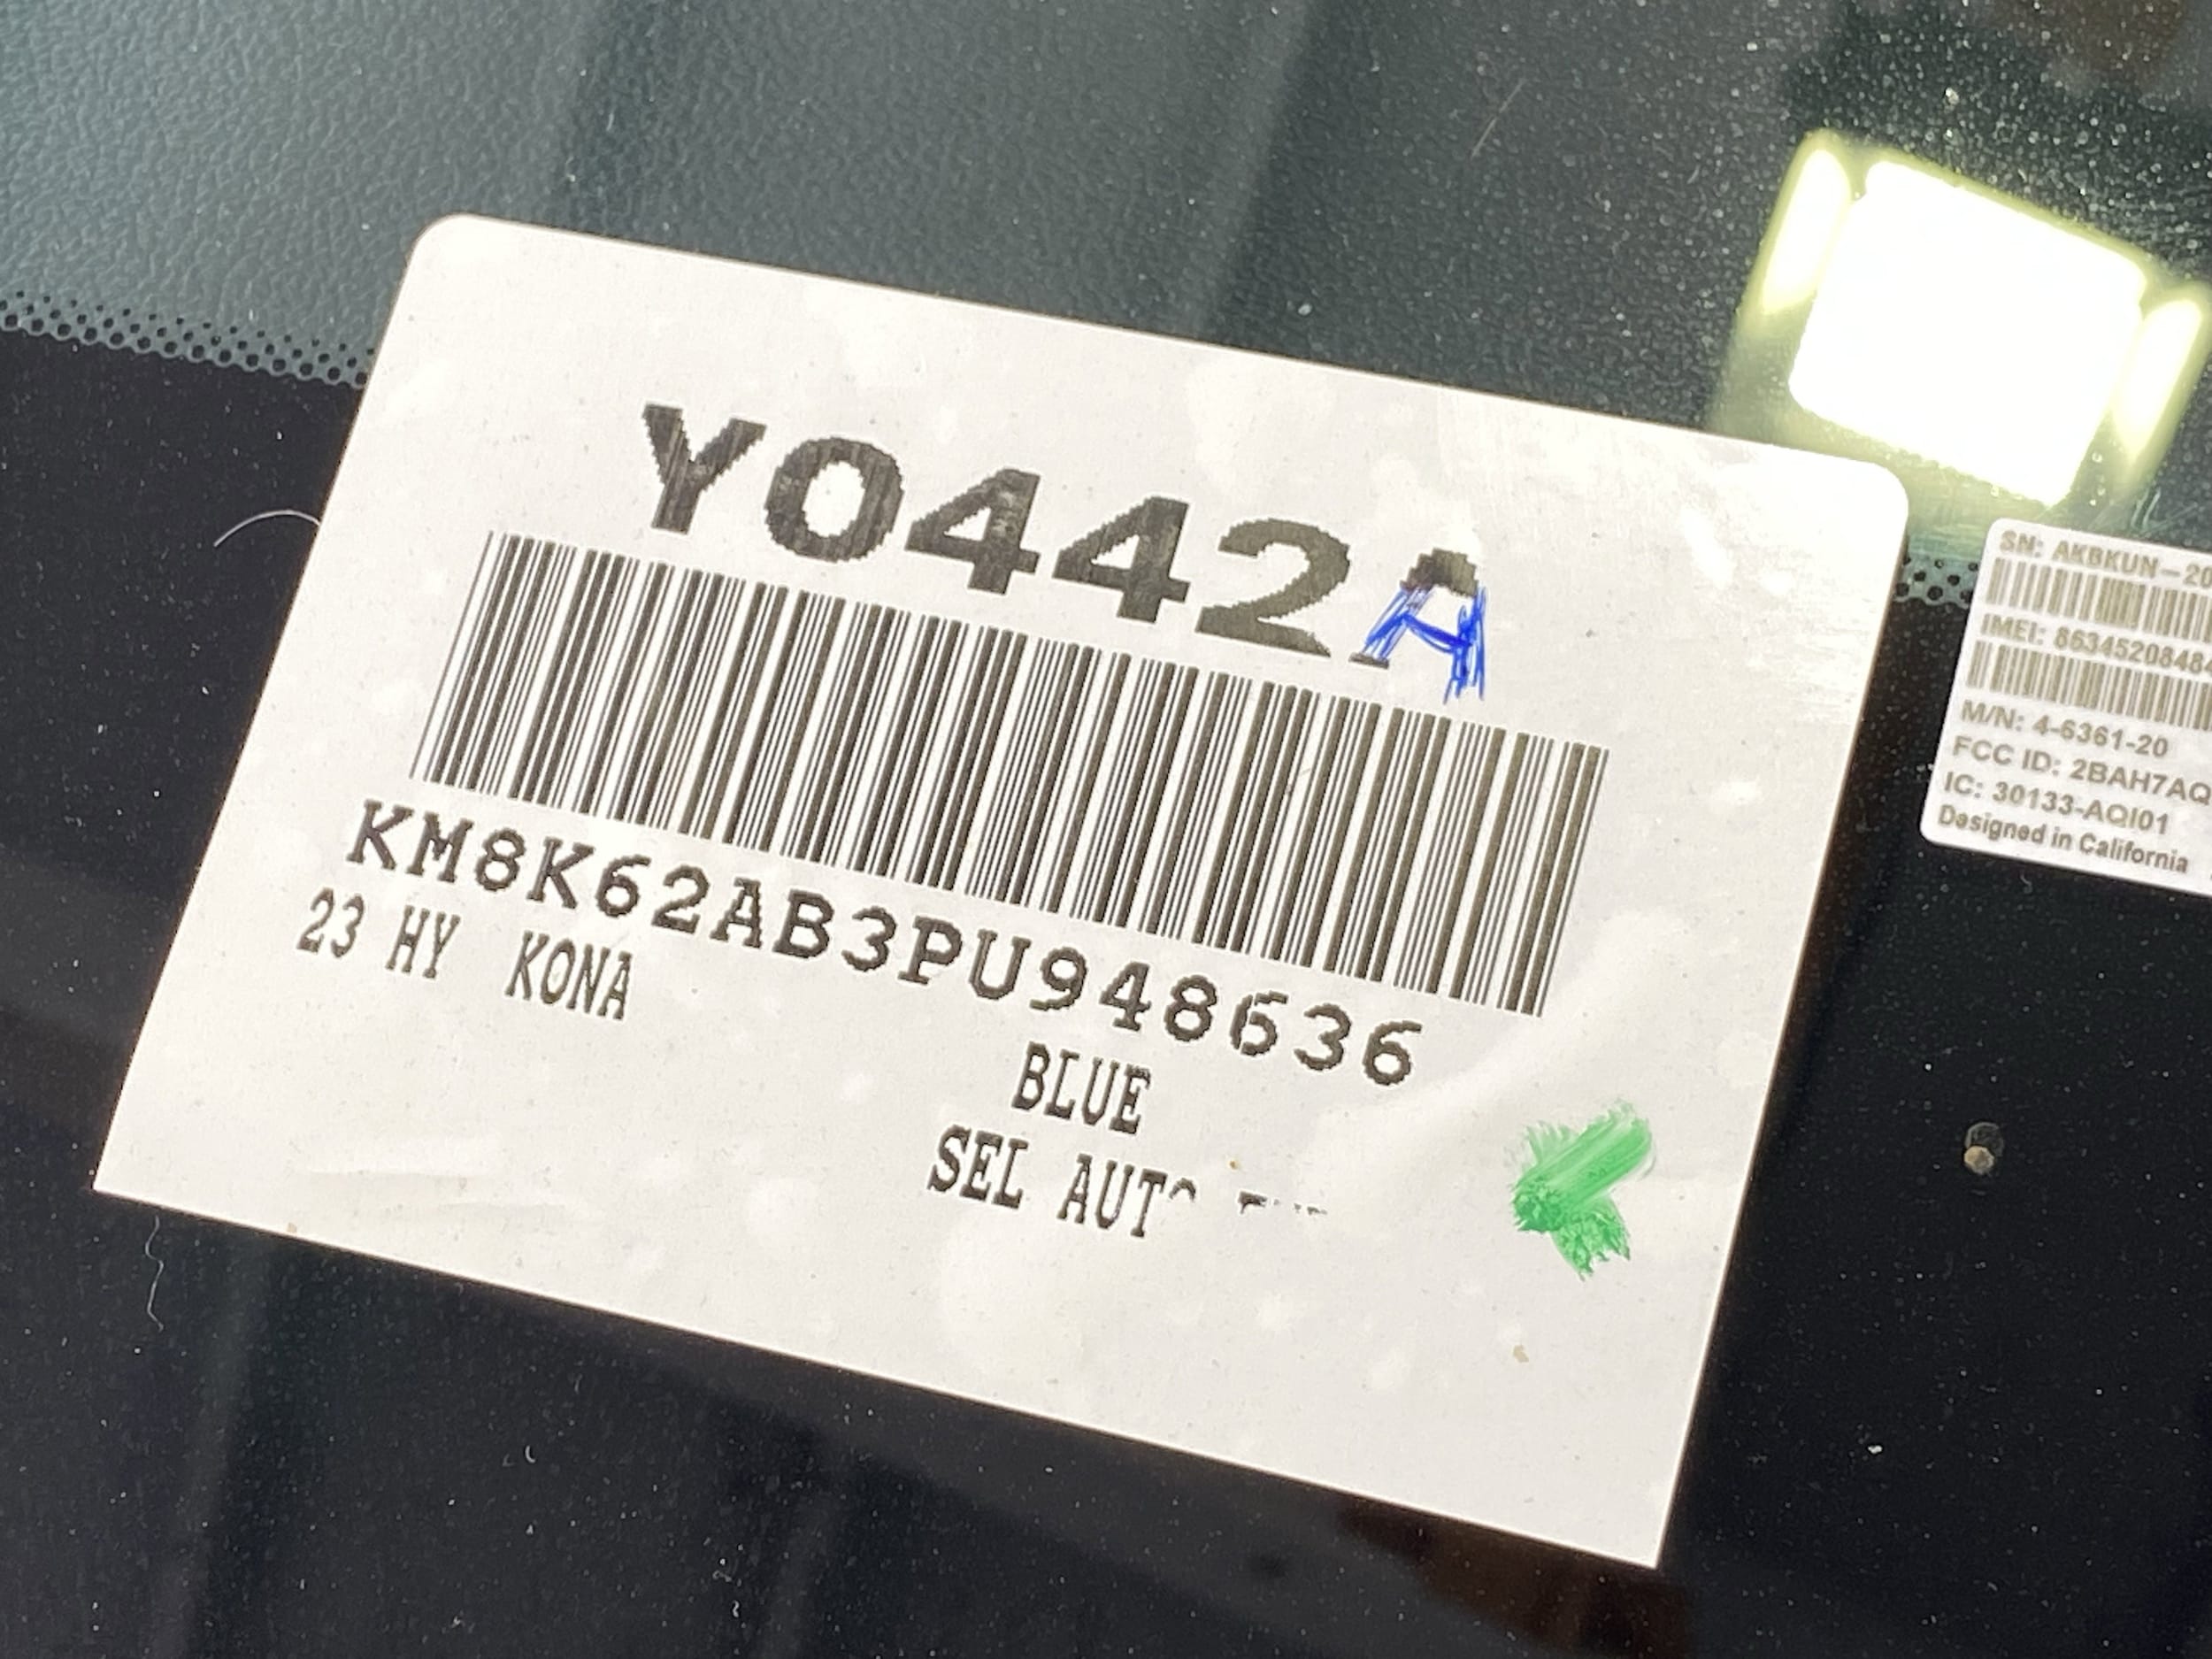 Y0442A
KM8K62AB3PU948636
23 HY KONA
BLUE
SEL AUTO
SN: AKBKUN-20
IMEI: 8634520848
M/N: 4-6361-20
FCC ID: 2BAH7AQ
IC: 30133-AQI01
Designed in California